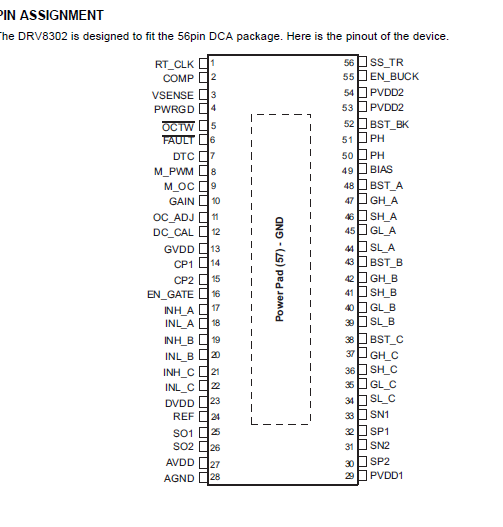 PIN ASSIGNMENT
The DRV8302 is designed to fit the 56pin DCA package. Here is the pinout of the device.
RT_CLK 1 56 SS_TR
COMP 2 55 EN_BUCK
VSENSE 3 54 PVDD2
PWRGD 4 53 PVDD2
OCTW 5 52 BST_BK
FAULT 6 51 PH
DTC 7 50 PH
M_PWM 8 49 BIAS
M_OC 9 48 BST_A
GAIN 10 47 GH_A
OC_ADJ 11 46 SH_A
DC_CAL 12 45 GL_A
GVDD 13 44 SL_A
CP1 14 43 BST_B
CP2 15 42 GH_B
EN_GATE 16 41 SH_B
INH_A 17 40 GL_B
INL_A 18 39 SL_B
INH_B 19 38 BST_C
INL_B 20 37 GH_C
INH_C 21 36 SH_C
INL_C 22 35 GL_C
DVDD 23 34 SL_C
REF 24 33 SN1
SO1 25 32 SP1
SO2 26 31 SN2
AVDD 27 30 SP2
AGND 28 29 PVDD1
Power Pad (57) - GND